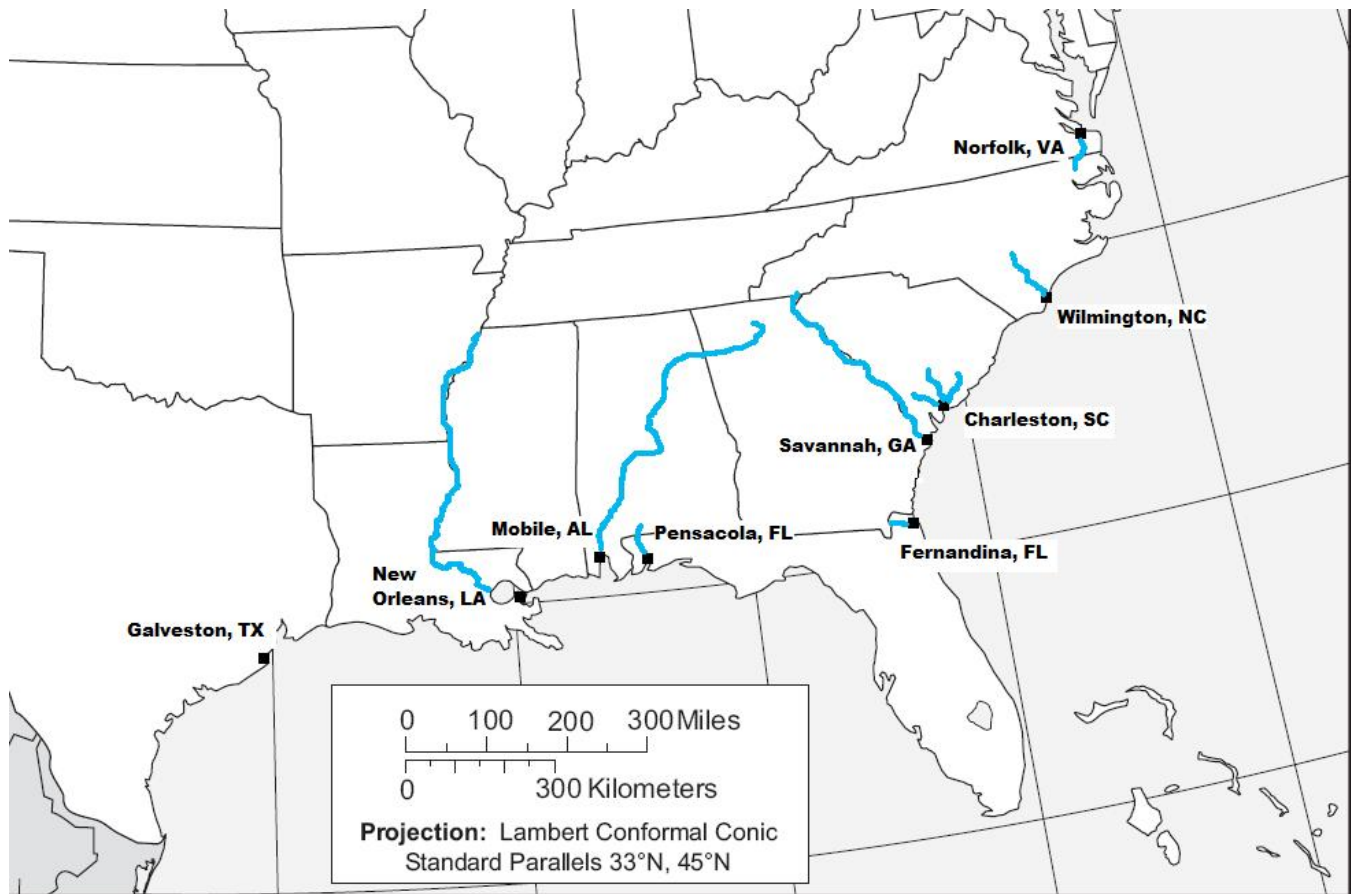 Norfolk, VA
Wilmington, NC
Charleston, SC
Savannah, GA
Mobile, AL
Pensacola, FL
Fernandina, FL
New
Orleans, LA
Galveston, TX
0 100 200 300 Miles
0 300 Kilometers
Projection: Lambert Conformal Conic
Standard Parallels 33°N, 45°N